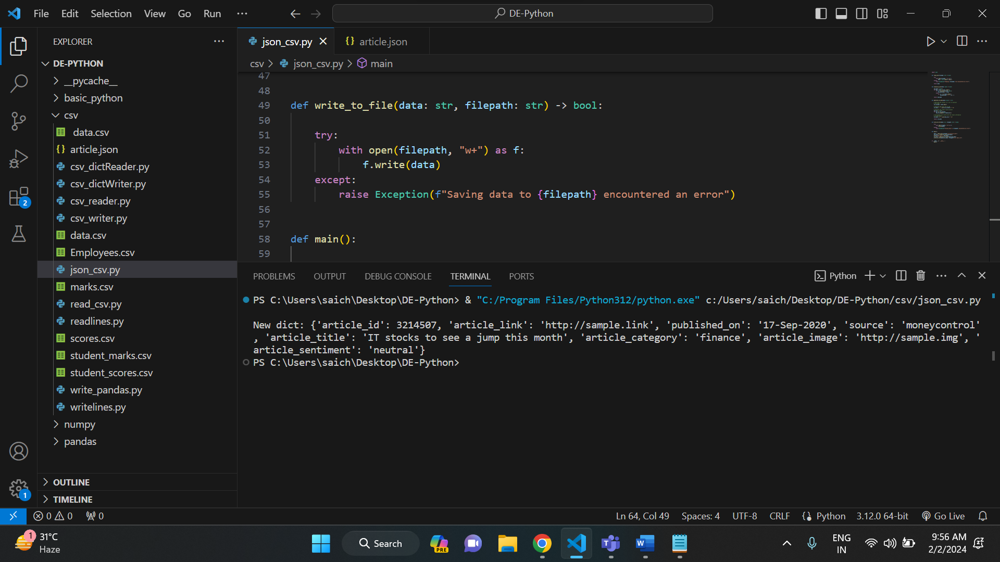 File Edit Selection View Go Run ··· DE-Python
EXPLORER ···
DE-PYTHON
__pycache__
basic_python
csv
data.csv
article.json
csv_dictReader.py
csv_dictWriter.py
csv_reader.py
csv_writer.py
data.csv
Employees.csv
json_csv.py
marks.csv
read_csv.py
readlines.py
scores.csv
student_marks.csv
student_scores.csv
write_pandas.py
writelines.py
numpy
pandas
OUTLINE
TIMELINE
2
1
json_csv.py article.json
csv > json_csv.py > main
47
48
49 def write_to_file(data: str, filepath: str) -> bool:
50
51 try:
52 with open(filepath, "w+") as f:
53 f.write(data)
54 except:
55 raise Exception(f"Saving data to {filepath} encountered an error")
56
57
58 def main():
59
PROBLEMS OUTPUT DEBUG CONSOLE TERMINAL PORTS Python
PS C:\Users\saich\Desktop\DE-Python> & "C:/Program Files/Python312/python.exe" c:/Users/saich/Desktop/DE-Python/csv/json_csv.py
New dict: {'article_id': 3214507, 'article_link': 'http://sample.link', 'published_on': '17-Sep-2020', 'source': 'moneycontrol'
, 'article_title': 'IT stocks to see a jump this month', 'article_category': 'finance', 'article_image': 'http://sample.img', '
article_sentiment': 'neutral'}
PS C:\Users\saich\Desktop\DE-Python>
0 0 0 Ln 64, Col 49 Spaces: 4 UTF-8 CRLF Python 3.12.0 64-bit Go Live
1 31°C
Haze
Search
PRE
ENG
IN
9:56 AM
2/2/2024